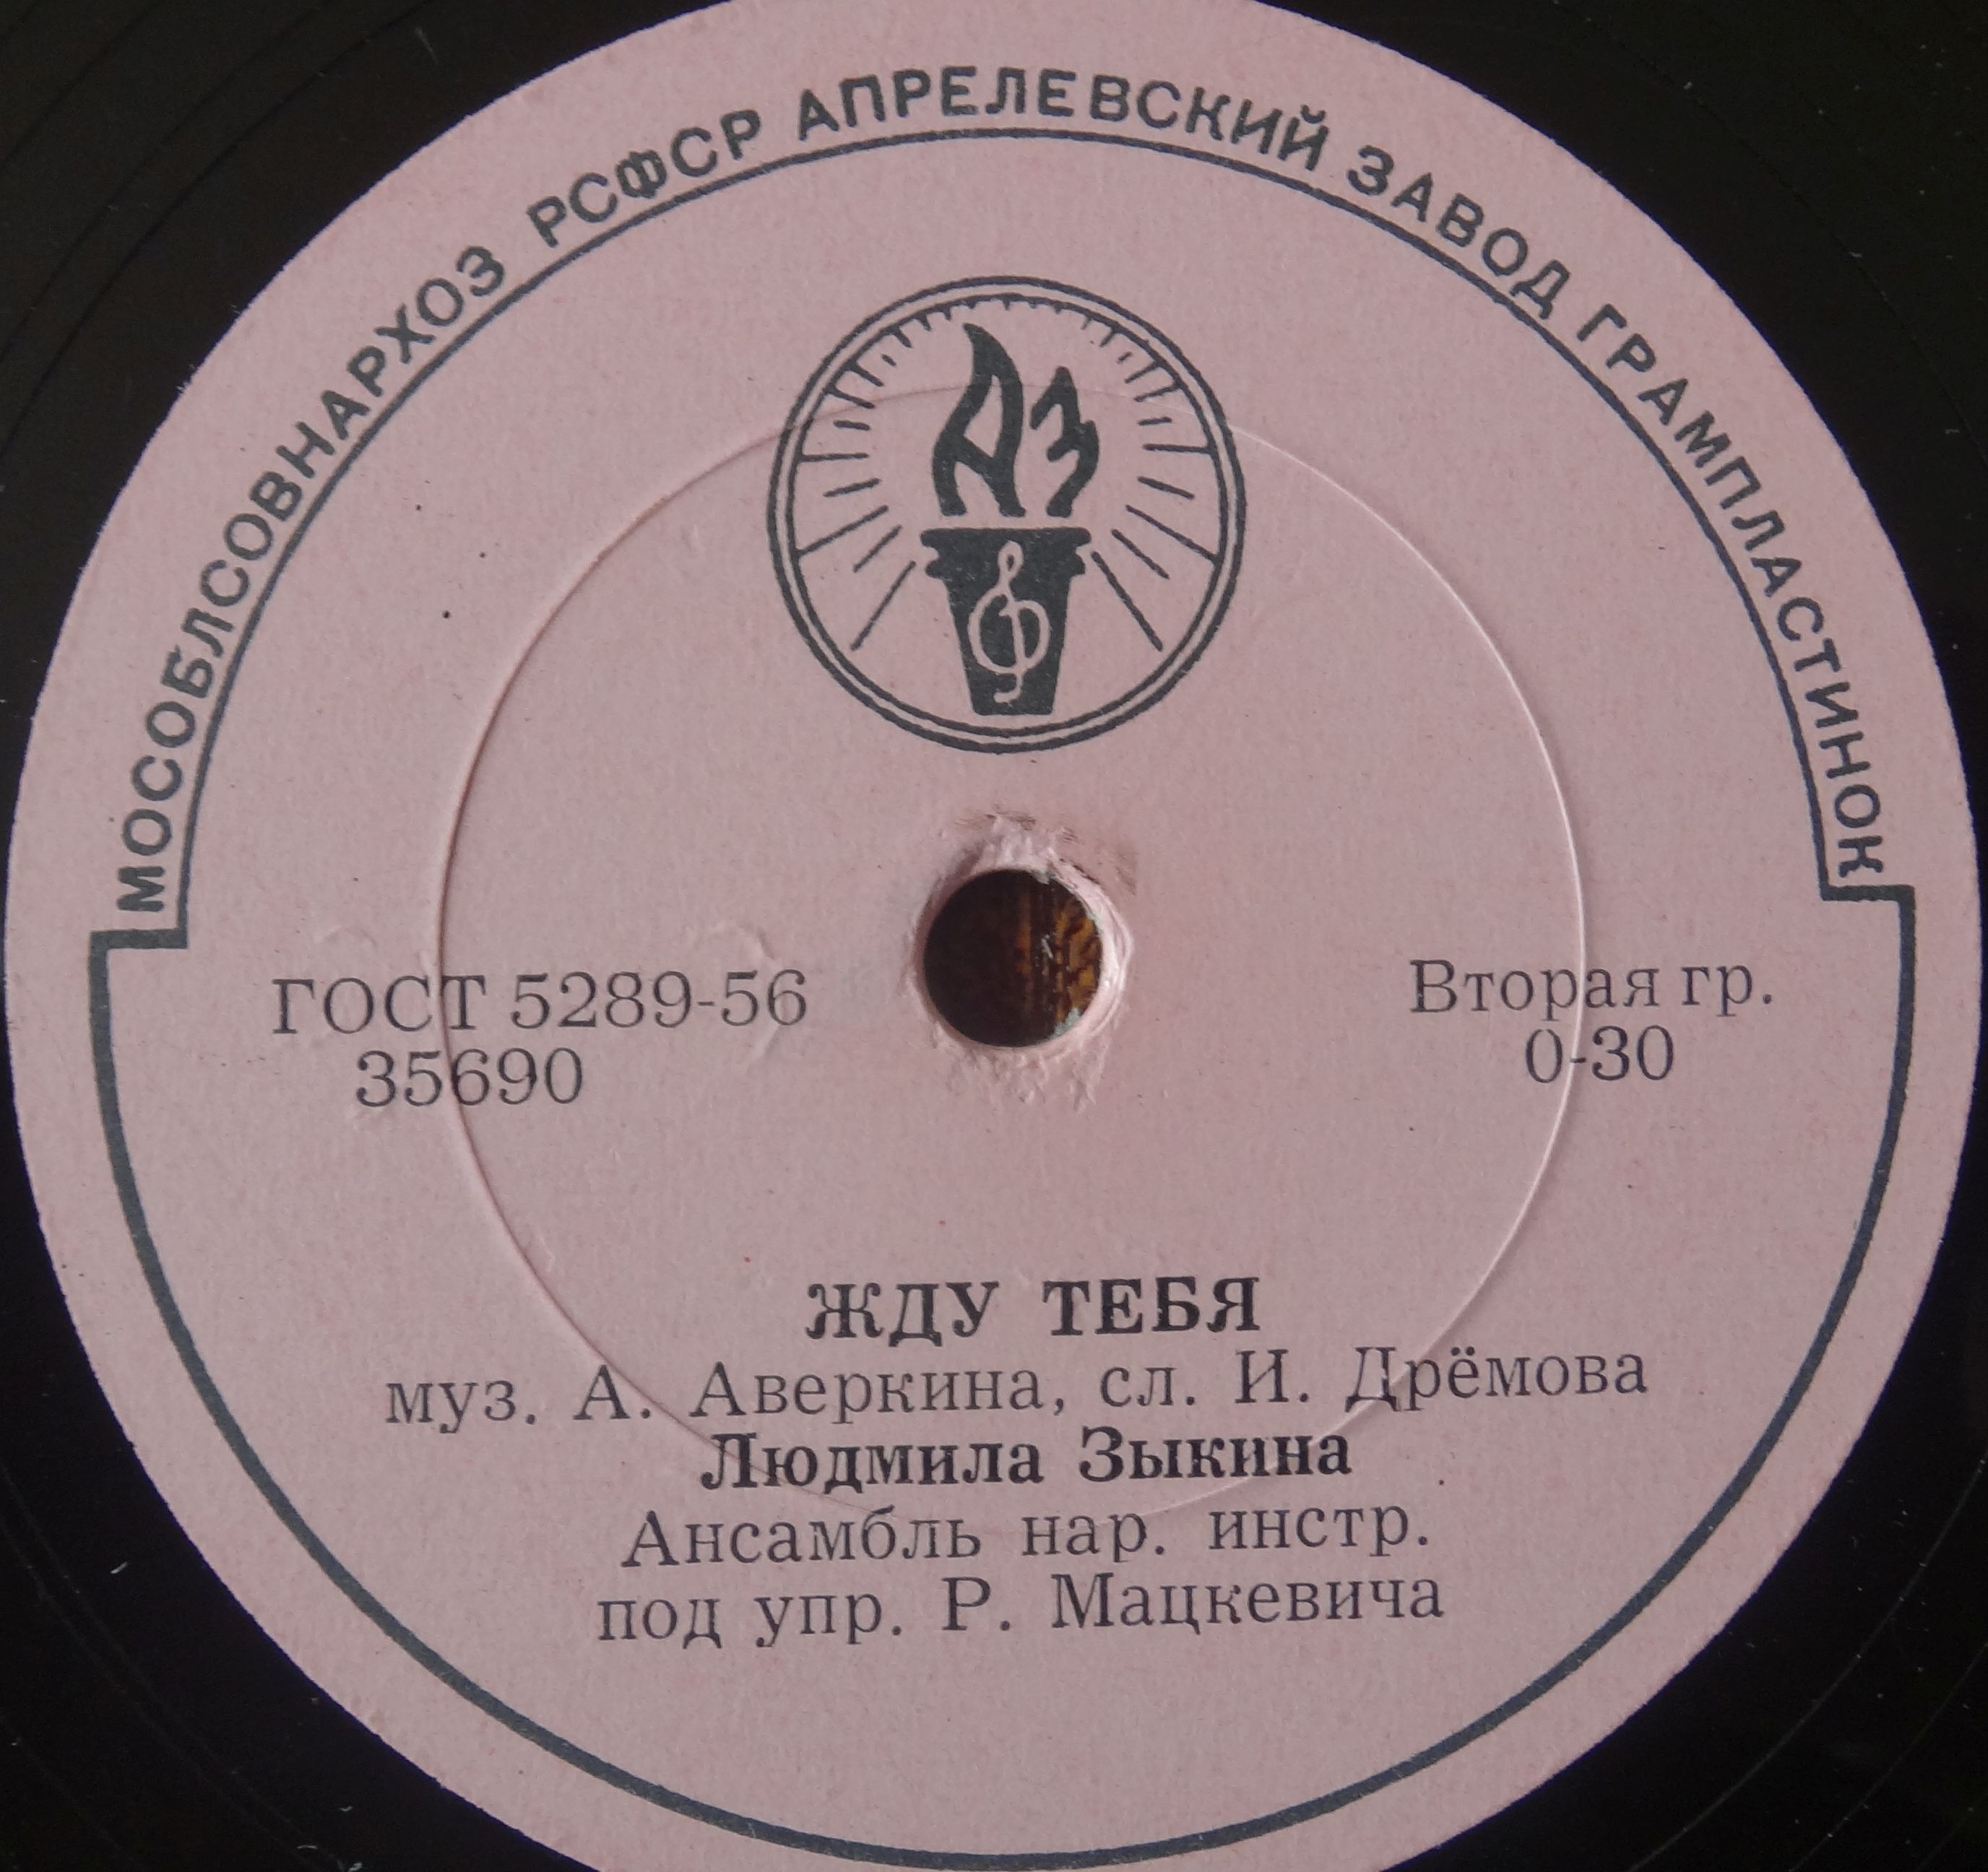 МОСОБЛСОВНАРХОЗ РСФСР АПРЕЛЕВСКИЙ ЗАВОД ГРАМПЛАСТИНОК
АЗ
ГОСТ 5289-56
35690
Вторая гр.
0-30
ЖДУ ТЕБЯ
муз. А. Аверкина, сл. И. Дрёмова
Людмила Зыкина
Ансамбль нар. инстр.
под упр. Р. Мацкевича